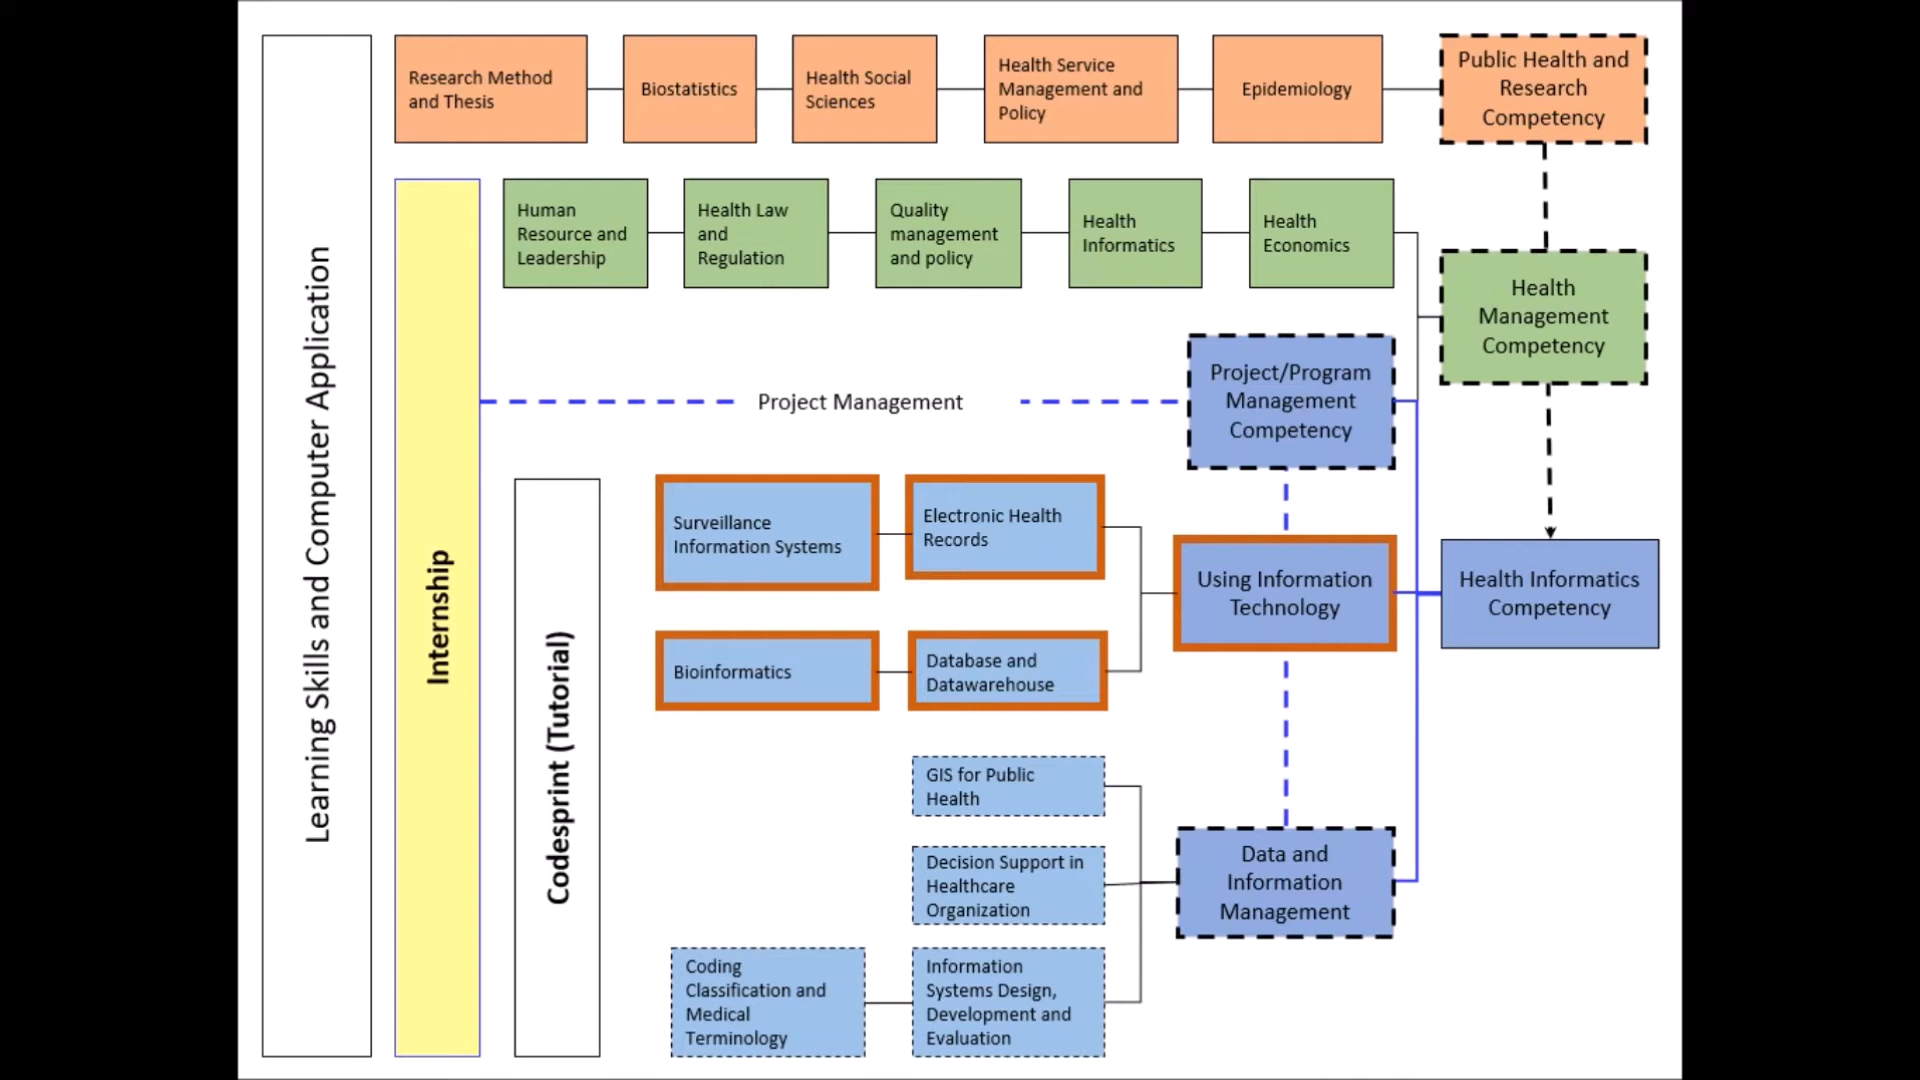 Learning Skills and Computer Application
Research Method
and Thesis
Biostatistics
Health Social
Sciences
Health Service
Management and
Policy
Epidemiology
Public Health and
Research
Competency
Internship
Human
Resource and
Leadership
Health Law
and
Regulation
Quality
management
and policy
Health
Informatics
Health
Economics
Health
Management
Competency
Project Management
Project/Program
Management
Competency
Codesprint (Tutorial)
Surveillance
Information Systems
Electronic Health
Records
Using Information
Technology
Health Informatics
Competency
Bioinformatics
Database and
Datawarehouse
GIS for Public
Health
Decision Support in
Healthcare
Organization
Data and
Information
Management
Coding
Classification and
Medical
Terminology
Information
Systems Design,
Development and
Evaluation